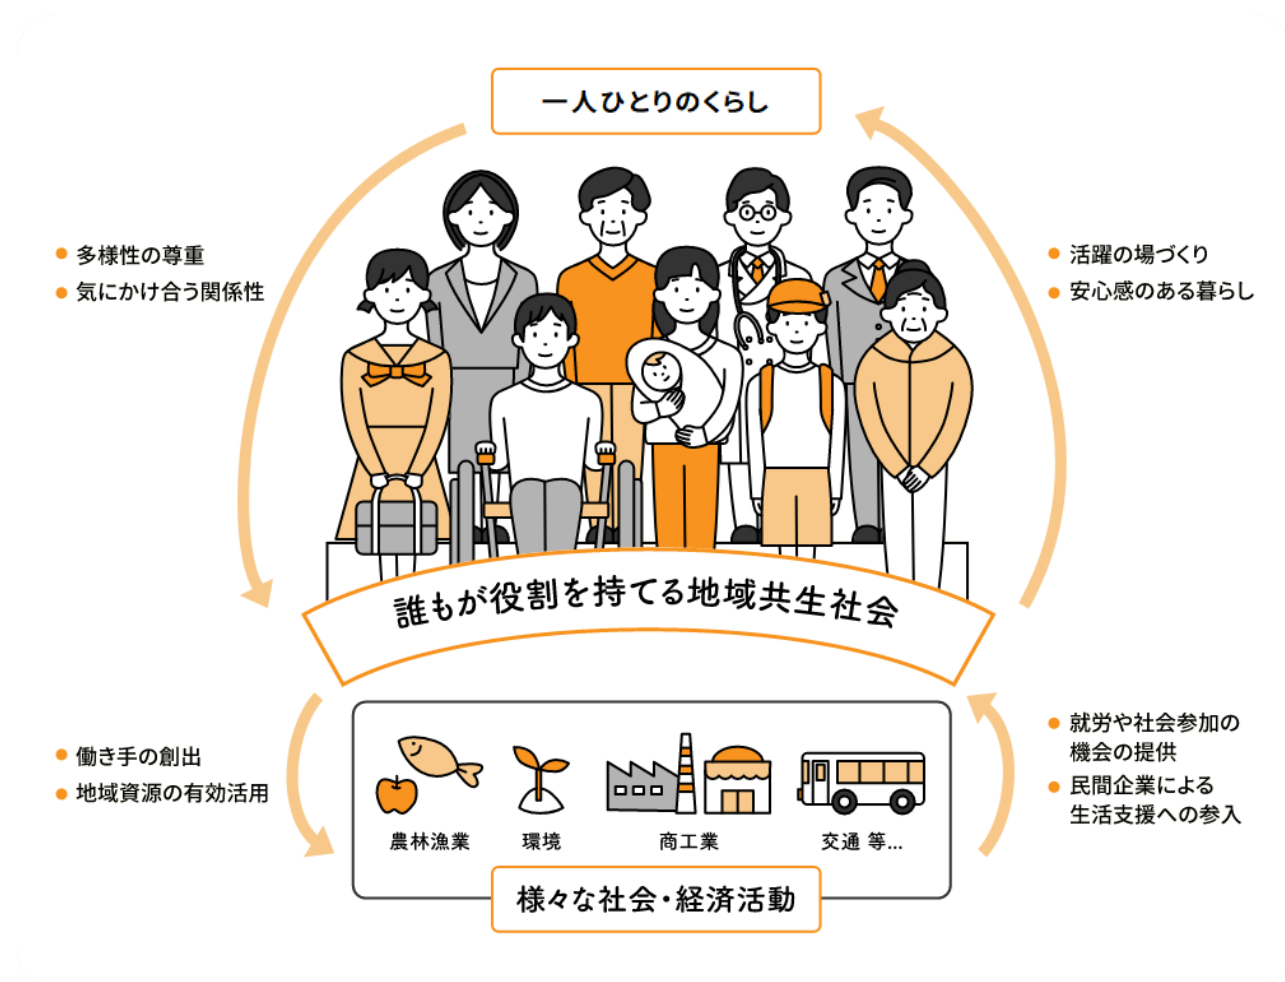 一人ひとりのくらし
多様性の尊重
気にかけ合う関係性
活躍の場づくり
安心感のある暮らし
誰もが役割を持てる地域共生社会
働き手の創出
地域資源の有効活用
就労や社会参加の
機会の提供
民間企業による
生活支援への参入
農林漁業
環境
商工業
交通 等...
様々な社会・経済活動